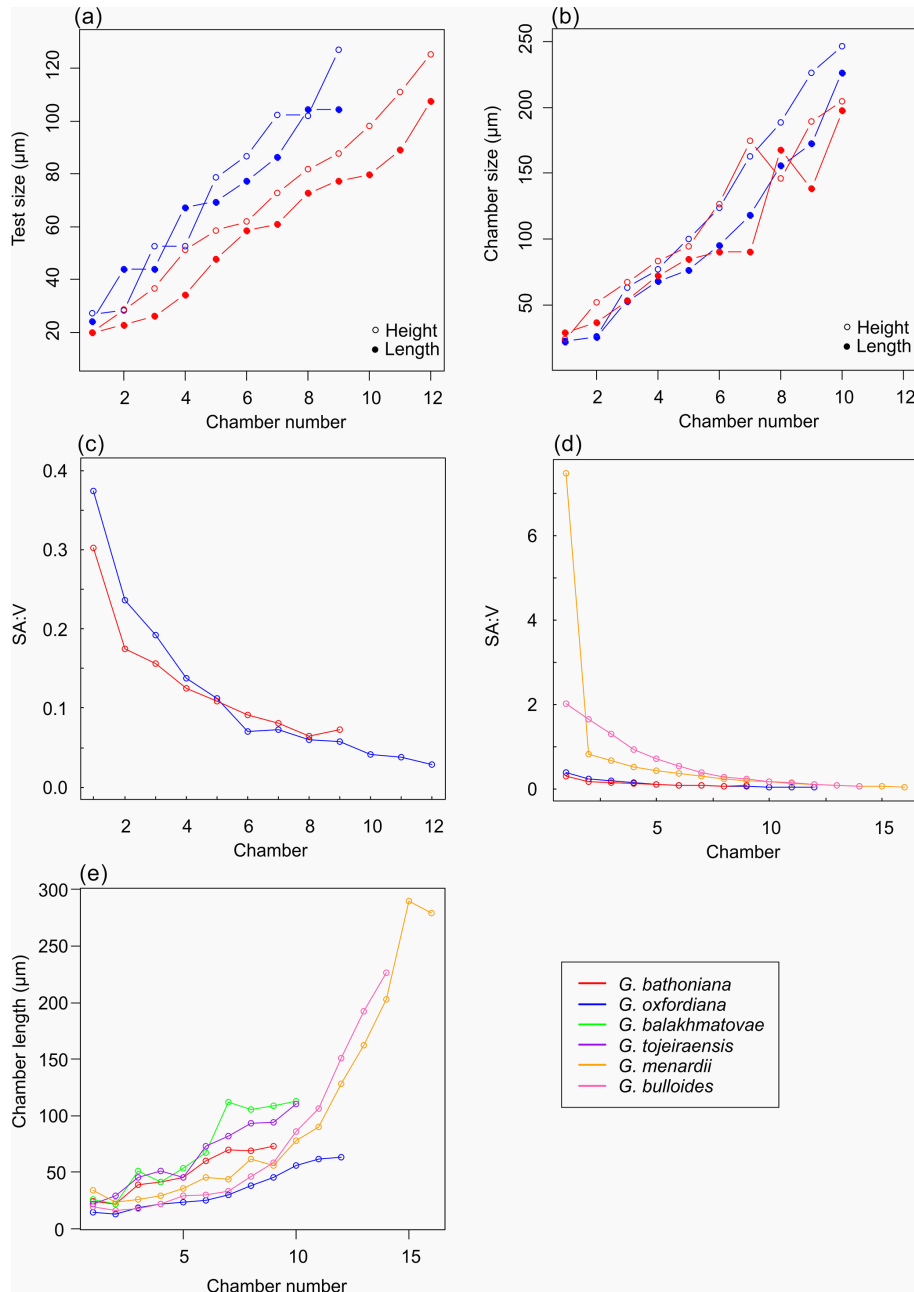 (a)
(b)
Test size (µm)
120
100
80
60
40
20
Height
Length
2
4
6
8
10
12
Chamber number
Chamber size (µm)
250
200
150
100
50
Height
Length
2
4
6
8
10
12
Chamber number
(c)
(d)
SA:V
0.4
0.3
0.2
0.1
0.0
2
4
6
8
10
12
Chamber
SA:V
6
4
2
0
5
10
15
Chamber
(e)
Chamber length (µm)
300
250
200
150
100
50
0
5
10
15
Chamber number
G. bathoniana
G. oxfordiana
G. balakhmatovae
G. tojeiraensis
G. menardii
G. bulloides